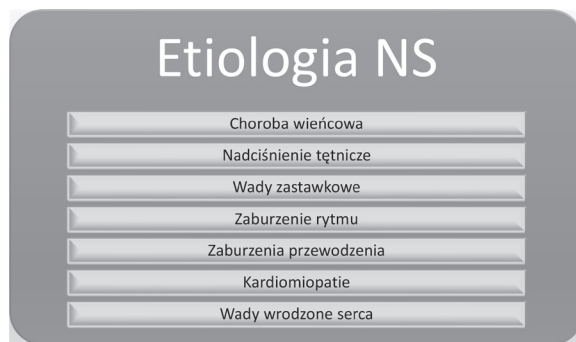 Etiologia NS
Choroba wieńcowa
Nadciśnienie tętnicze
Wady zastawkowe
Zaburzenie rytmu
Zaburzenia przewodzenia
Kardiomiopatie
Wady wrodzone serca